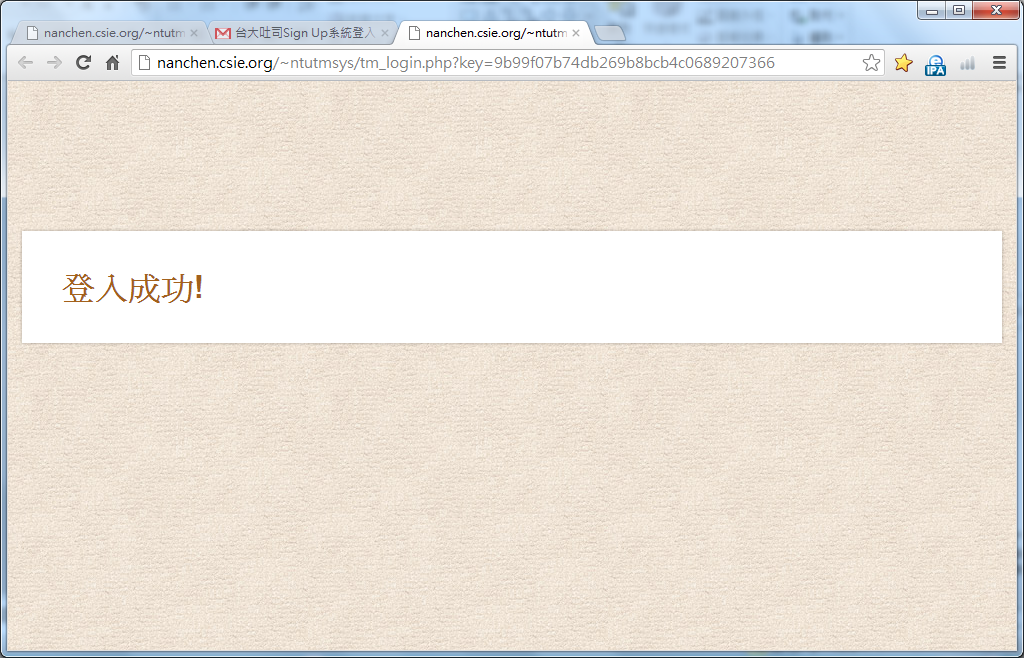 nanchen.csie.org/~ntutm
台大吐司Sign Up系統登入
nanchen.csie.org/~ntutm
nanchen.csie.org/~ntutmsys/tm_login.php?key=9b99f07b74db269b8bcb4c0689207366
IPA
登入成功!